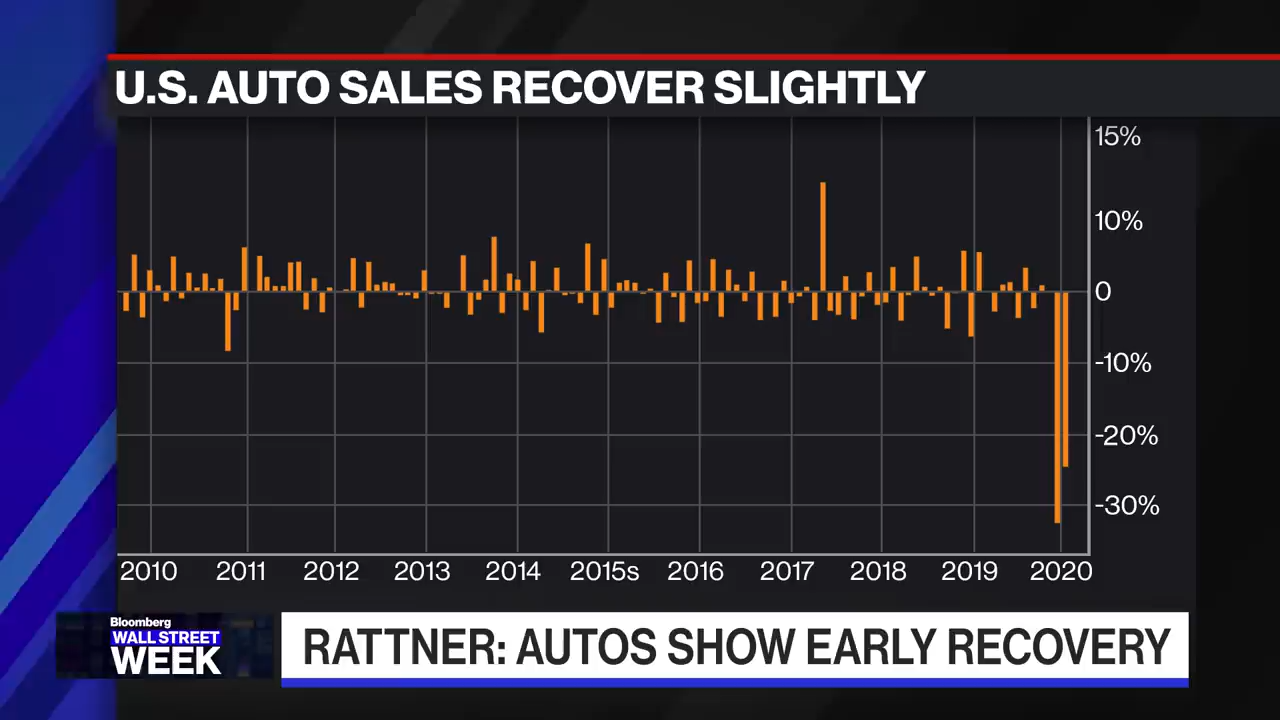 U.S. AUTO SALES RECOVER SLIGHTLY
15%
10%
0
-10%
-20%
-30%
2010 2011 2012 2013 2014 2015s 2016 2017 2018 2019 2020
Bloomberg
WALL STREET
WEEK
RATTNER: AUTOS SHOW EARLY RECOVERY